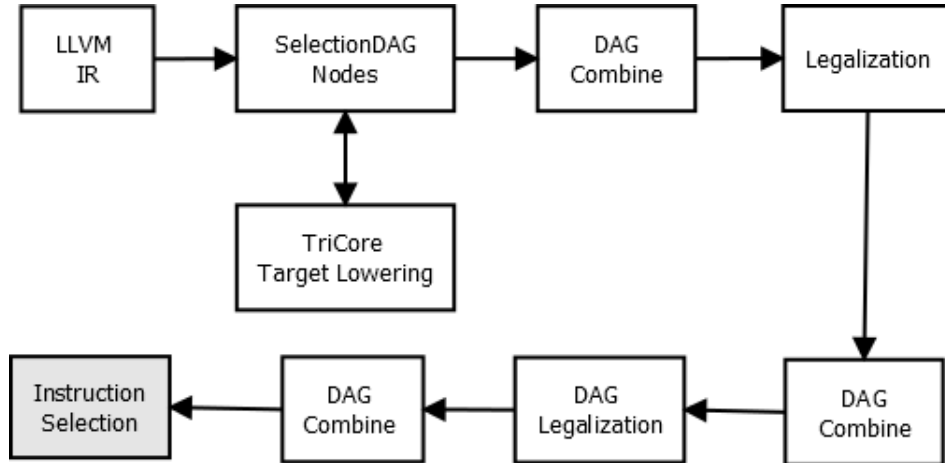 LLVM
IR
SelectionDAG
Nodes
DAG
Combine
Legalization
TriCore
Target Lowering
Instruction
Selection
DAG
Combine
DAG
Legalization
DAG
Combine